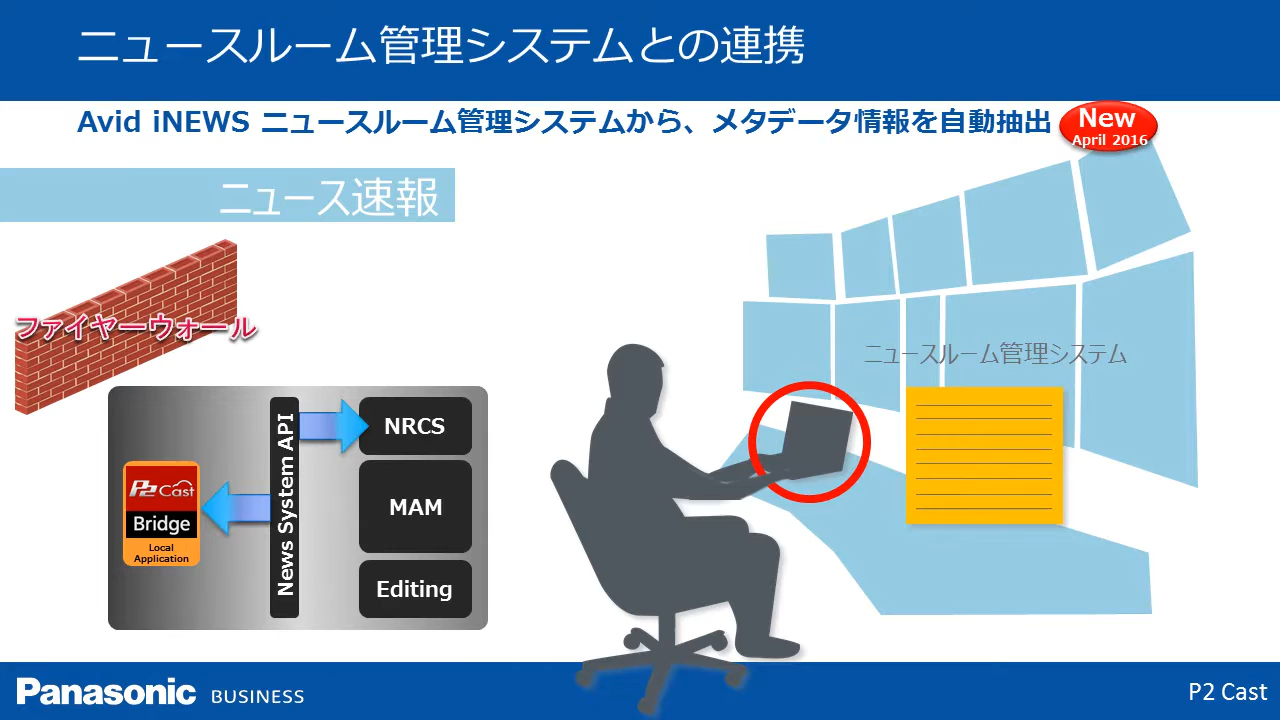 ニュースルーム管理システムとの連携
Avid iNEWS ニュースルーム管理システムから、メタデータ情報を自動抽出
New
April 2016
ニュース速報
ファイヤーウォール
ニュースルーム管理システム
News System API
NRCS
MAM
Editing
P2 Cast
Bridge
Local
Application
Panasonic BUSINESS
P2 Cast